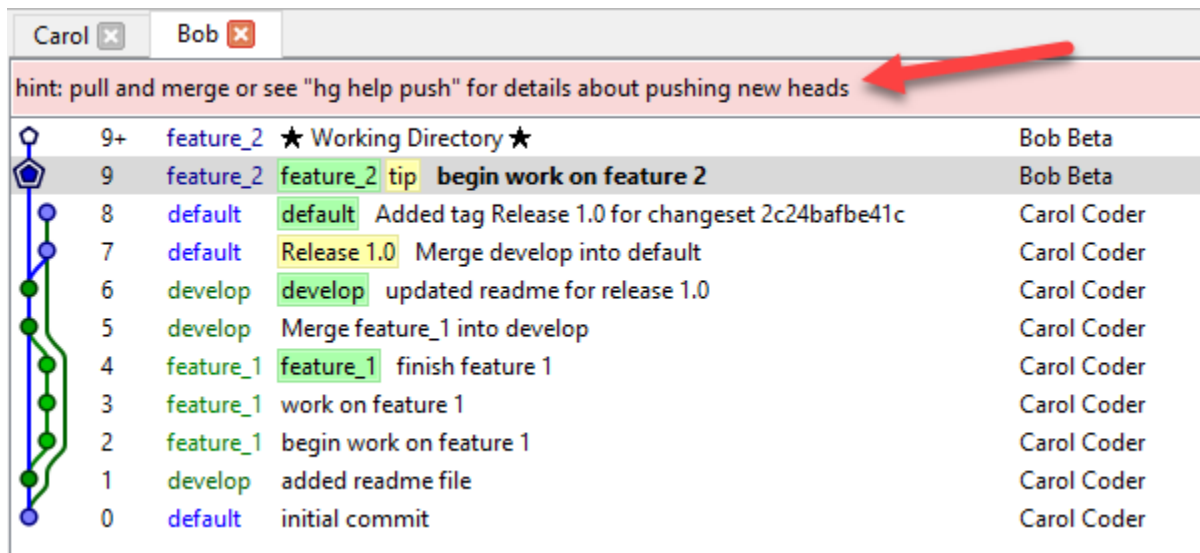 Carol Bob
hint: pull and merge or see "hg help push" for details about pushing new heads
9+ feature_2 ★ Working Directory ★ Bob Beta
9 feature_2 feature_2 tip begin work on feature 2 Bob Beta
8 default default Added tag Release 1.0 for changeset 2c24bafbe41c Carol Coder
7 default Release 1.0 Merge develop into default Carol Coder
6 develop develop updated readme for release 1.0 Carol Coder
5 develop Merge feature_1 into develop Carol Coder
4 feature_1 feature_1 finish feature 1 Carol Coder
3 feature_1 work on feature 1 Carol Coder
2 feature_1 begin work on feature 1 Carol Coder
1 develop added readme file Carol Coder
0 default initial commit Carol Coder